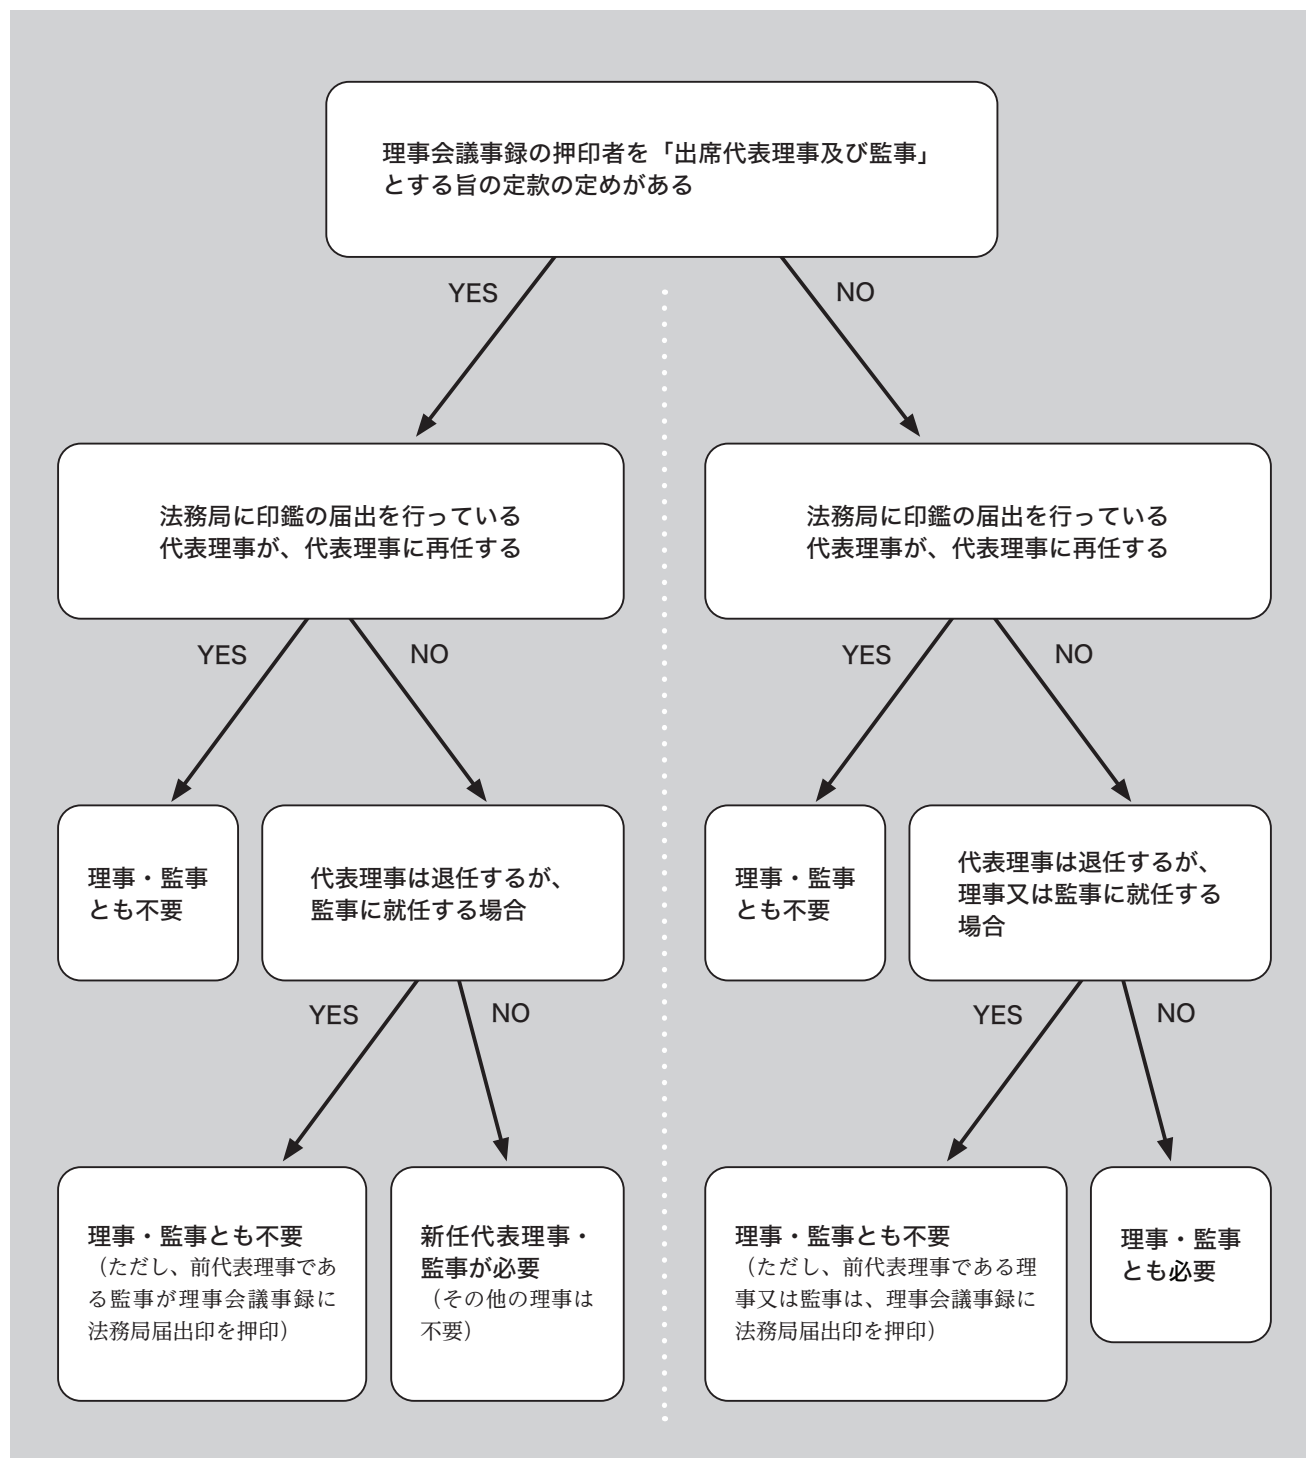 理事会議事録の押印者を「出席代表理事及び監事」
とする旨の定款の定めがある
YES
NO
法務局に印鑑の届出を行っている
代表理事が、代表理事に再任する
法務局に印鑑の届出を行っている
代表理事が、代表理事に再任する
YES
NO
YES
NO
理事・監事
とも不要
代表理事は退任するが、
監事に就任する場合
理事・監事
とも不要
代表理事は退任するが、
理事又は監事に就任する
場合
YES
NO
YES
NO
理事・監事とも不要
（ただし、前代表理事であ
る監事が理事会議事録に
法務局届出印を押印）
新任代表理事・
監事が必要
（その他の理事は
不要）
理事・監事とも不要
（ただし、前代表理事である理
事又は監事は、理事会議事録に
法務局届出印を押印）
理事・監事
とも必要